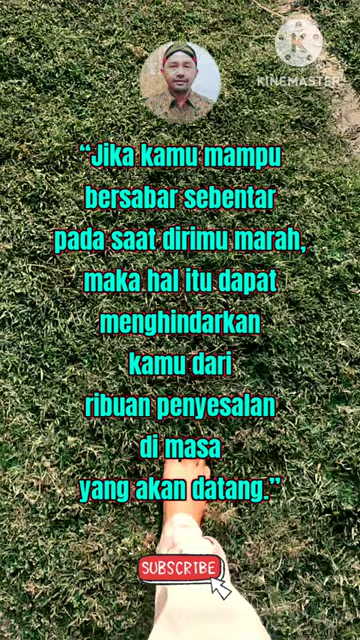 KINEMASTER
“Jika kamu mampu
bersabar sebentar
pada saat dirimu marah,
maka hal itu dapat
menghindarkan
kamu dari
ribuan penyesalan
di masa
yang akan datang.”
SUBSCRIBE